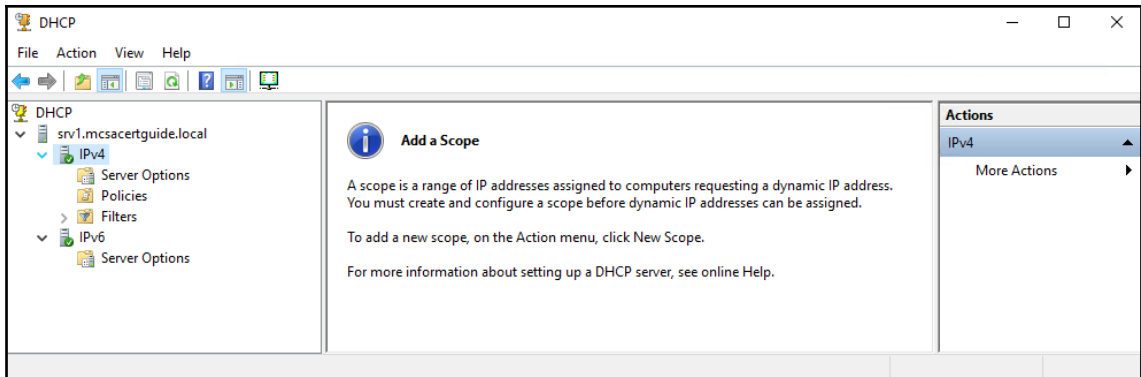 DHCP
File Action View Help
DHCP
srv1.mcsacertguide.local
IPv4
Server Options
Policies
Filters
IPv6
Server Options
Add a Scope
A scope is a range of IP addresses assigned to computers requesting a dynamic IP address.
You must create and configure a scope before dynamic IP addresses can be assigned.
To add a new scope, on the Action menu, click New Scope.
For more information about setting up a DHCP server, see online Help.
Actions
IPv4
More Actions